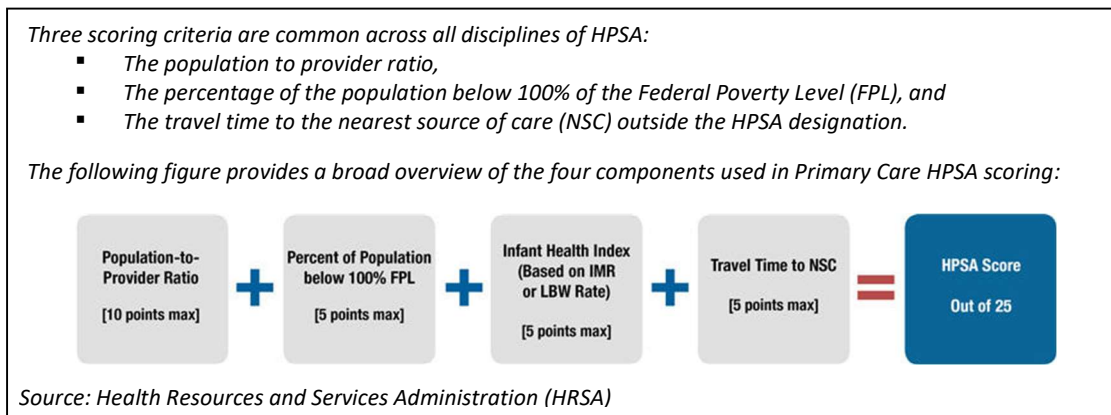 Three scoring criteria are common across all disciplines of HPSA:
▪ The population to provider ratio,
▪ The percentage of the population below 100% of the Federal Poverty Level (FPL), and
▪ The travel time to the nearest source of care (NSC) outside the HPSA designation.
The following figure provides a broad overview of the four components used in Primary Care HPSA scoring:
Population-to-
Provider Ratio
[10 points max]
+
Percent of Population
below 100% FPL
[5 points max]
+
Infant Health Index
(Based on IMR
or LBW Rate)
[5 points max]
+
Travel Time to NSC
[5 points max]
=
HPSA Score
Out of 25
Source: Health Resources and Services Administration (HRSA)